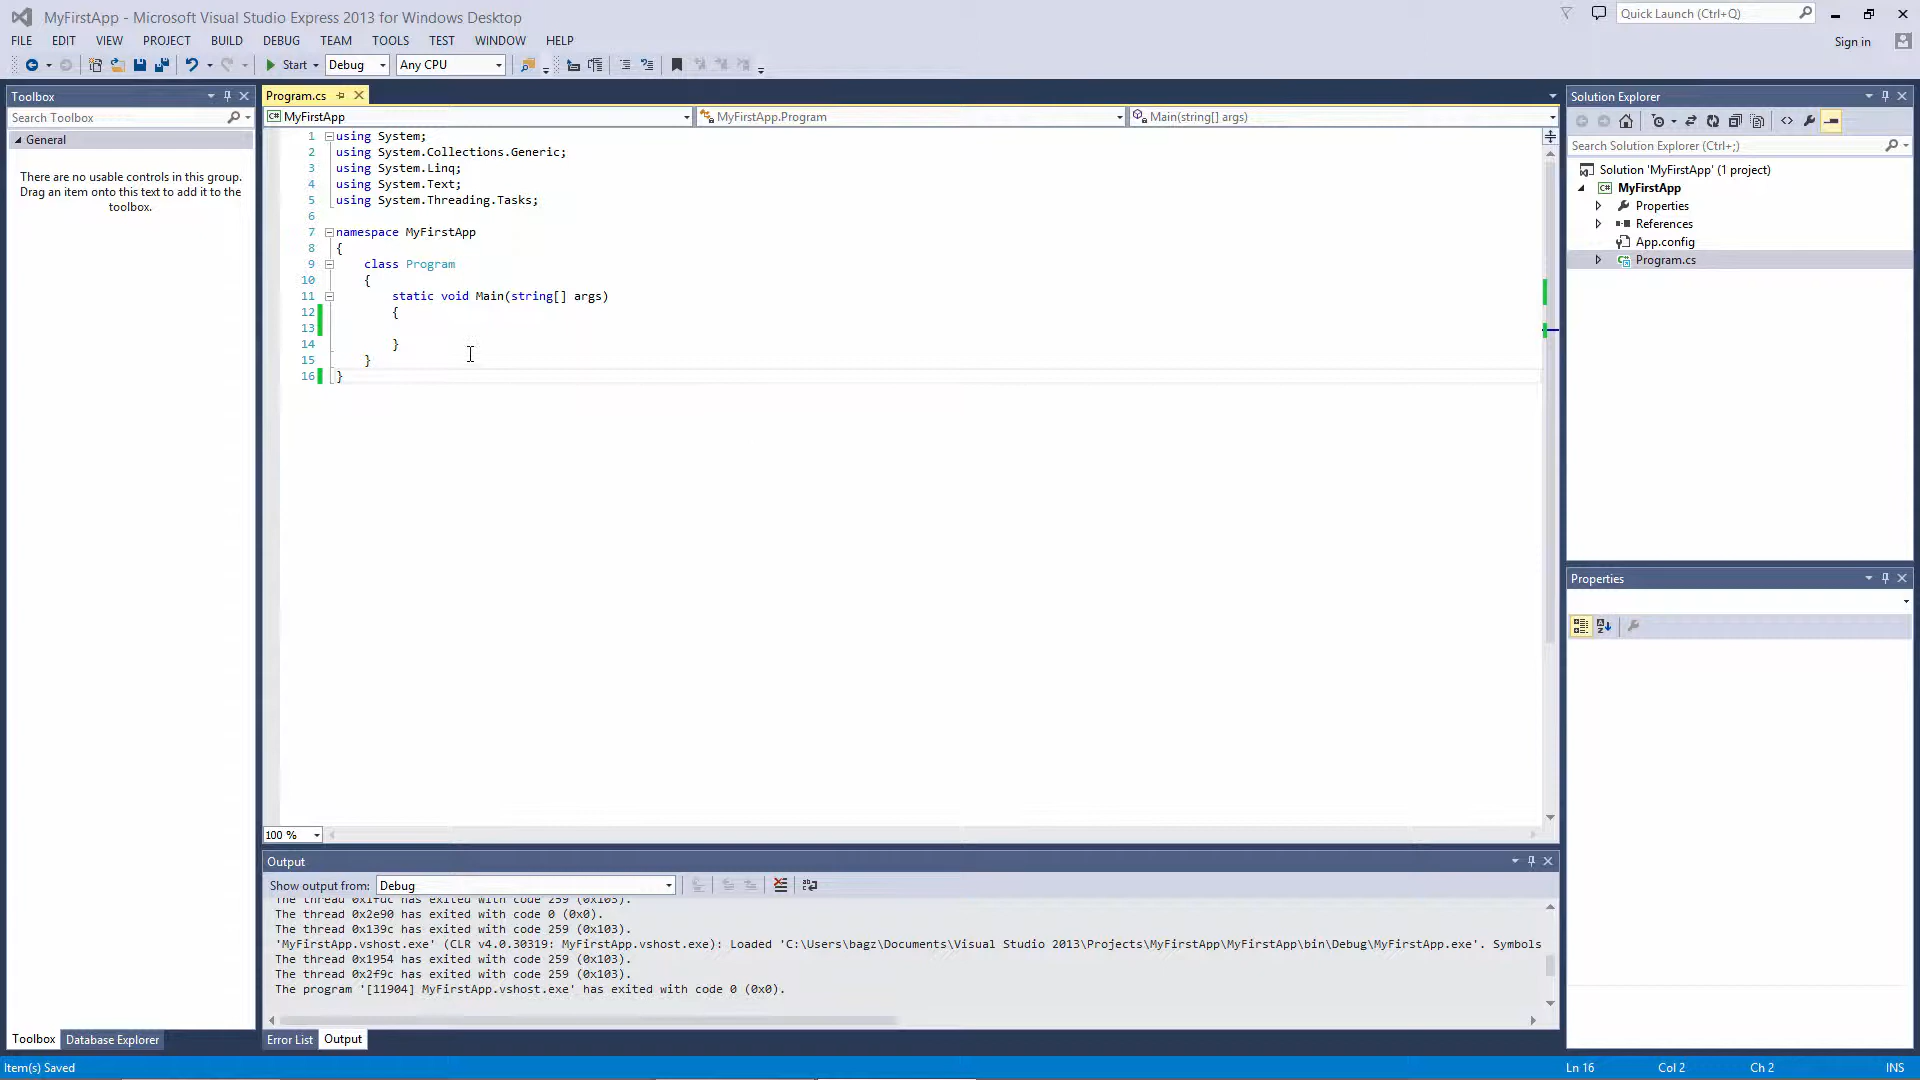 MyFirstApp - Microsoft Visual Studio Express 2013 for Windows Desktop
Quick Launch (Ctrl+Q)
FILE EDIT VIEW PROJECT BUILD DEBUG TEAM TOOLS TEST WINDOW HELP
Sign in
Start Debug Any CPU
Toolbox
Search Toolbox
General
There are no usable controls in this group.
Drag an item onto this text to add it to the
toolbox.
Program.cs
MyFirstApp MyFirstApp.Program Main(string[] args)
1 using System;
2 using System.Collections.Generic;
3 using System.Linq;
4 using System.Text;
5 using System.Threading.Tasks;
6
7 namespace MyFirstApp
8 {
9 class Program
10 {
11 static void Main(string[] args)
12 {
13
14 }
15 }
16 }
100 %
Solution Explorer
Search Solution Explorer (Ctrl+;)
Solution 'MyFirstApp' (1 project)
MyFirstApp
Properties
References
App.config
Program.cs
Properties
Output
Show output from: Debug
The thread 0x1fdc has exited with code 259 (0x103).
The thread 0x2e90 has exited with code 0 (0x0).
The thread 0x139c has exited with code 259 (0x103).
'MyFirstApp.vshost.exe' (CLR v4.0.30319: MyFirstApp.vshost.exe): Loaded 'C:\Users\bagz\Documents\Visual Studio 2013\Projects\MyFirstApp\MyFirstApp\bin\Debug\MyFirstApp.exe'. Symbols
The thread 0x1954 has exited with code 259 (0x103).
The thread 0x2f9c has exited with code 259 (0x103).
The program '[11904] MyFirstApp.vshost.exe' has exited with code 0 (0x0).
Toolbox Database Explorer
Error List Output
Item(s) Saved
Ln 16 Col 2 Ch 2 INS